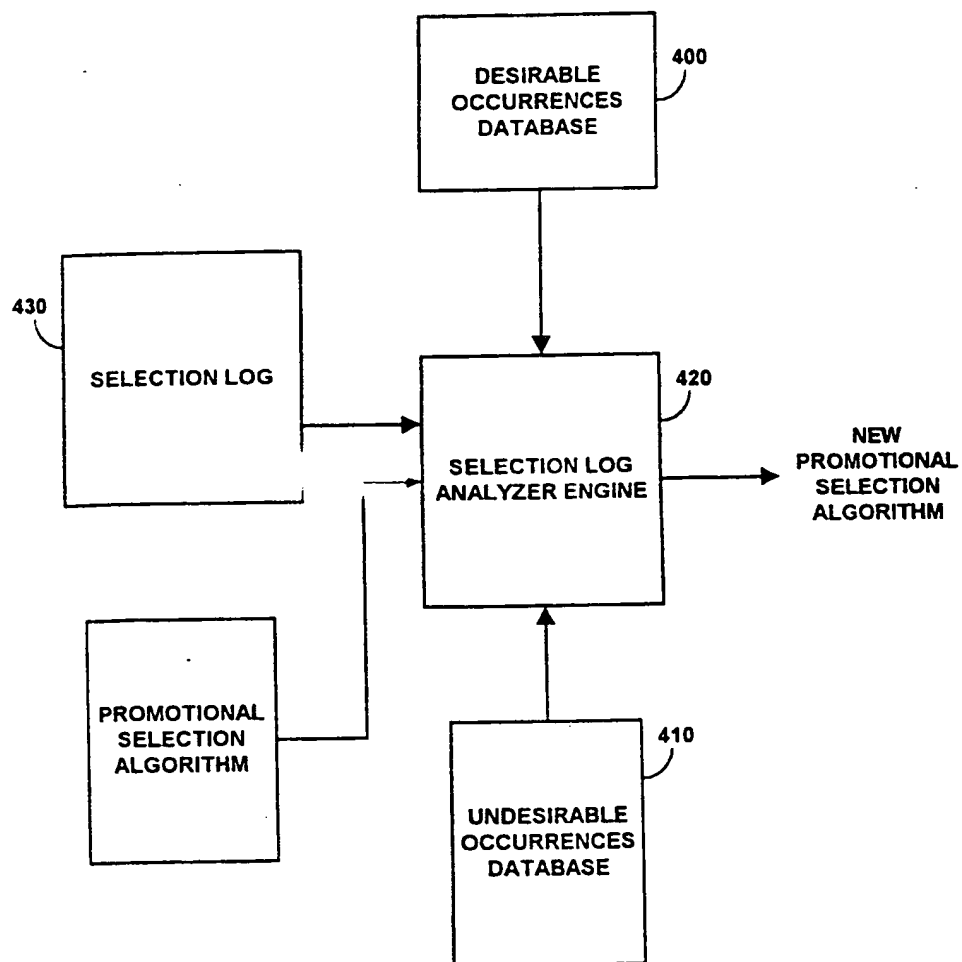 DESIRABLE
OCCURRENCES
DATABASE
400
430
SELECTION LOG
420
SELECTION LOG
ANALYZER ENGINE
NEW
PROMOTIONAL
SELECTION
ALGORITHM
PROMOTIONAL
SELECTION
ALGORITHM
410
UNDESIRABLE
OCCURRENCES
DATABASE